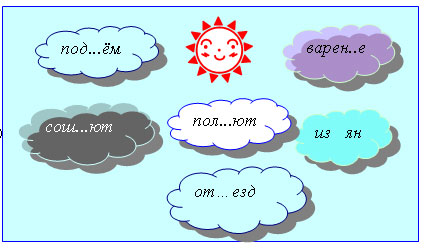 под...ём
варен..е
сош...ют
пол...ют
из ян
от...езд